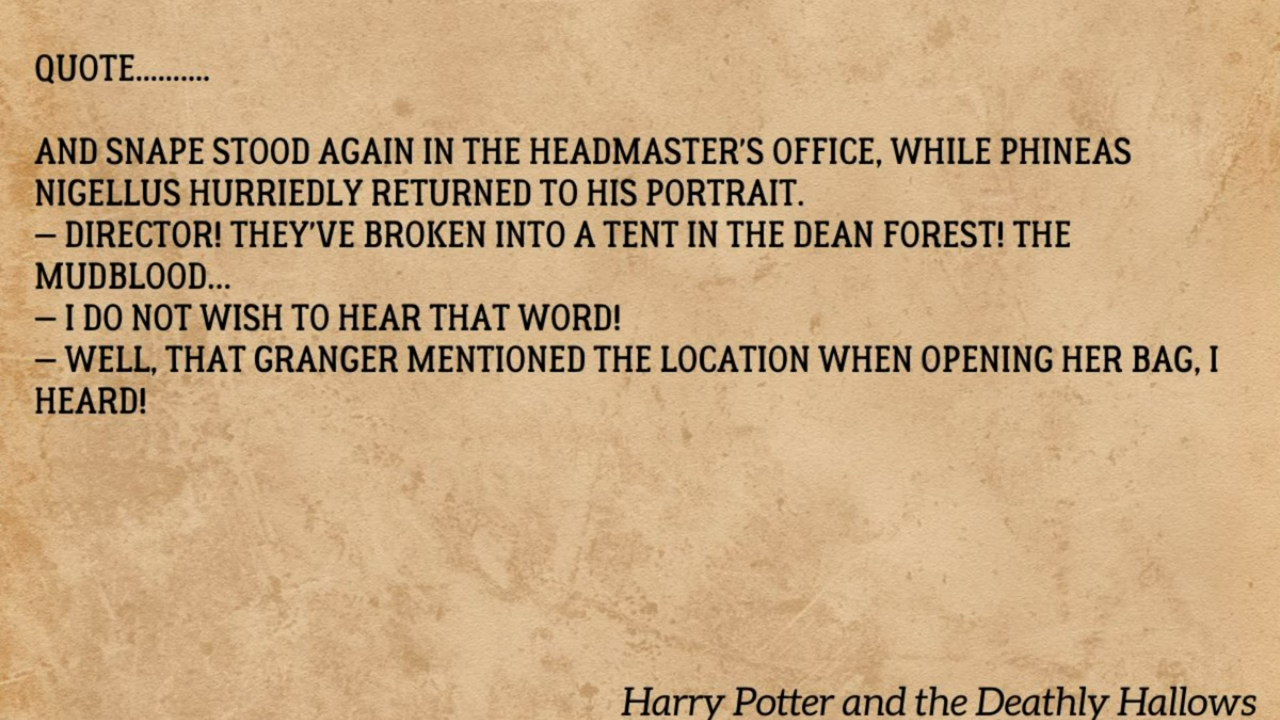 QUOTE..........
AND SNAPE STOOD AGAIN IN THE HEADMASTER'S OFFICE, WHILE PHINEAS
NIGELLUS HURRIEDLY RETURNED TO HIS PORTRAIT.
– DIRECTOR! THEY'VE BROKEN INTO A TENT IN THE DEAN FOREST! THE
MUDBLOOD...
– I DO NOT WISH TO HEAR THAT WORD!
– WELL, THAT GRANGER MENTIONED THE LOCATION WHEN OPENING HER BAG, I
HEARD!
Harry Potter and the Deathly Hallows